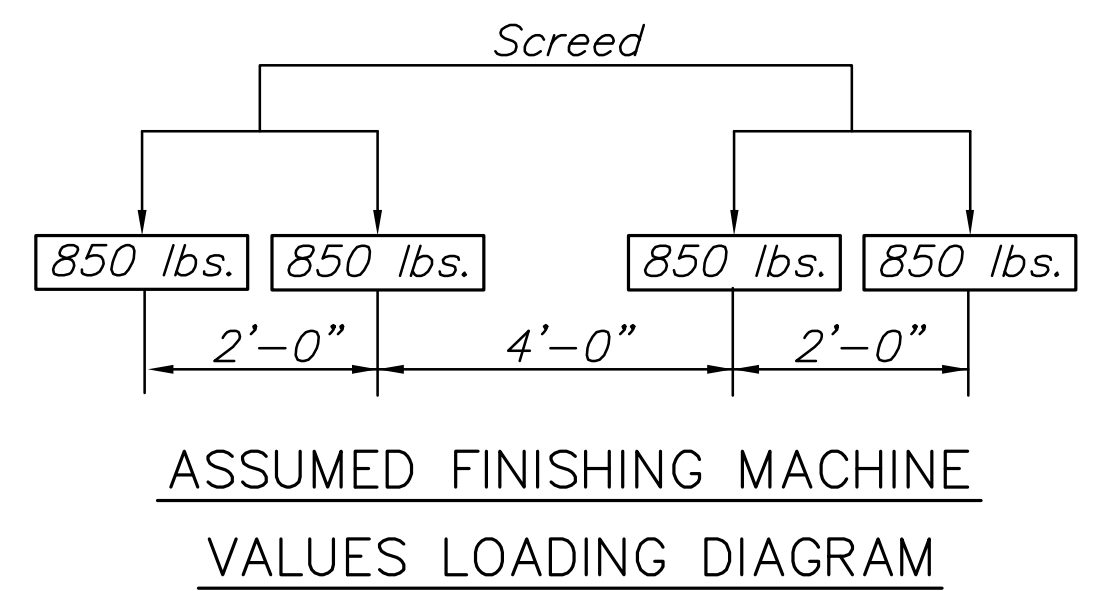 Screed
850 lbs. 850 lbs. 850 lbs. 850 lbs.
2'-0" 4'-0" 2'-0"
ASSUMED FINISHING MACHINE
VALUES LOADING DIAGRAM